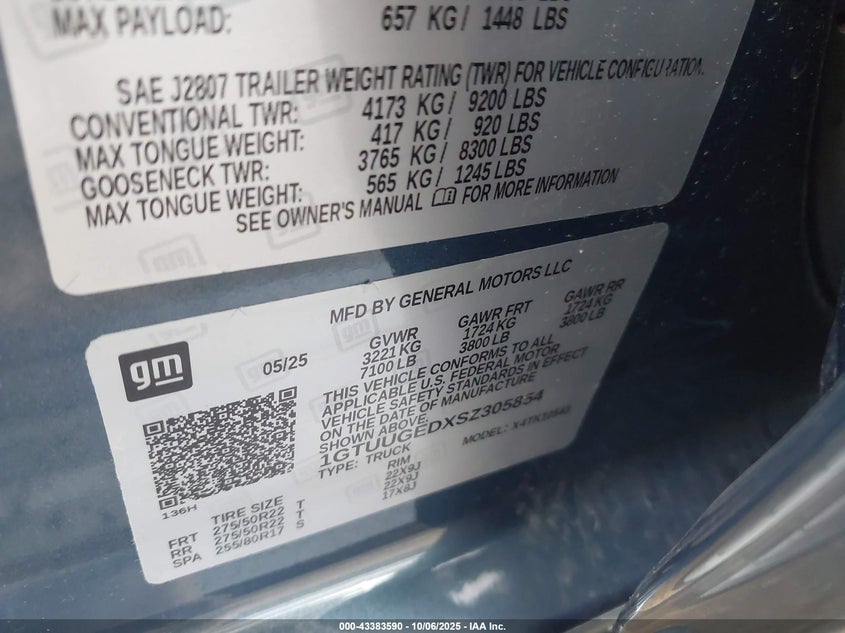 MAX PAYLOAD: 657 KG / 1448 LBS
SAE J2807 TRAILER WEIGHT RATING (TWR) FOR VEHICLE CONFIGURATION.
CONVENTIONAL TWR: 4173 KG / 9200 LBS
MAX TONGUE WEIGHT: 417 KG / 920 LBS
GOOSENECK TWR: 3765 KG / 8300 LBS
MAX TONGUE WEIGHT: 565 KG / 1245 LBS
SEE OWNER'S MANUAL FOR MORE INFORMATION
gm
MFD BY GENERAL MOTORS LLC
05/25
GVWR GAWR FRT GAWR RR
3221 KG 1724 KG 1724 KG
7100 LB 3800 LB 3800 LB
THIS VEHICLE CONFORMS TO ALL
APPLICABLE U.S. FEDERAL MOTOR
VEHICLE SAFETY STANDARDS IN EFFECT
ON THE DATE OF MANUFACTURE
SHOWN ABOVE.
1GTUUGEDXSZ305854
TYPE: TRUCK MODEL:
136H
TIRE SIZE RIM
FRT 275/50R22 T 22X9J
RR 275/50R22 T 22X9J
SPA 255/80R17 S 17X8J
000-43383590 - 10/06/2025 - IAA Inc.